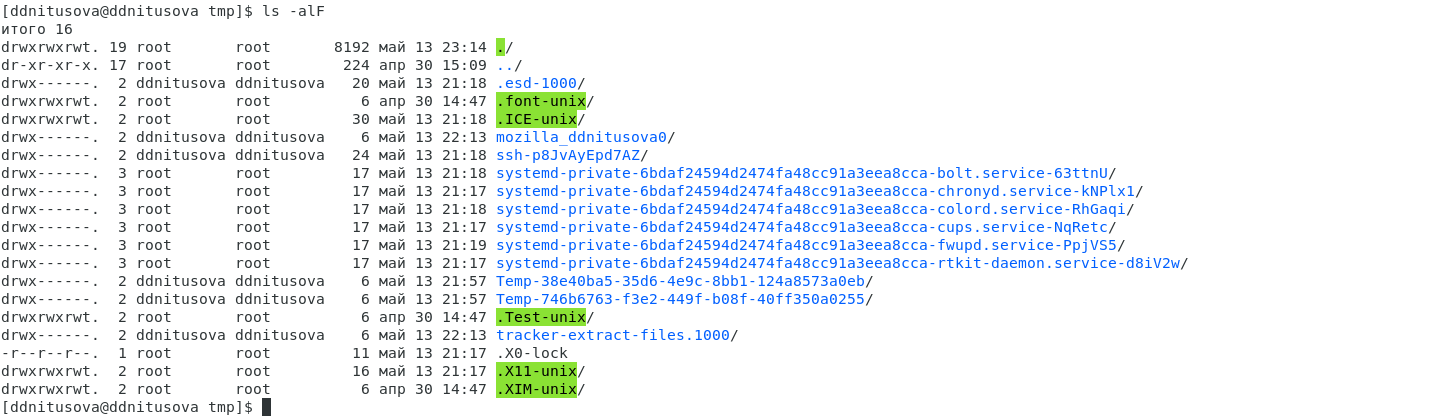 [ddnitusova@ddnitusova tmp]$ ls -alF
итого 16
drwxrwxrwt. 19 root       root       8192 май 13 23:14 ./
dr-xr-xr-x. 17 root       root        224 апр 30 15:09 ../
drwx------.  2 ddnitusova ddnitusova   20 май 13 21:18 .esd-1000/
drwxrwxrwt.  2 root       root          6 апр 30 14:47 .font-unix/
drwxrwxrwt.  2 root       root         30 май 13 21:18 .ICE-unix/
drwx------.  2 ddnitusova ddnitusova    6 май 13 22:13 mozilla_ddnitusova0/
drwx------.  2 ddnitusova ddnitusova   24 май 13 21:18 ssh-p8JvAyEpd7AZ/
drwx------.  3 root       root         17 май 13 21:18 systemd-private-6bdaf24594d2474fa48cc91a3eea8cca-bolt.service-63ttnU/
drwx------.  3 root       root         17 май 13 21:17 systemd-private-6bdaf24594d2474fa48cc91a3eea8cca-chronyd.service-kNPlx1/
drwx------.  3 root       root         17 май 13 21:18 systemd-private-6bdaf24594d2474fa48cc91a3eea8cca-colord.service-RhGaqi/
drwx------.  3 root       root         17 май 13 21:17 systemd-private-6bdaf24594d2474fa48cc91a3eea8cca-cups.service-NqRetc/
drwx------.  3 root       root         17 май 13 21:19 systemd-private-6bdaf24594d2474fa48cc91a3eea8cca-fwupd.service-PpjVS5/
drwx------.  3 root       root         17 май 13 21:17 systemd-private-6bdaf24594d2474fa48cc91a3eea8cca-rtkit-daemon.service-d8iV2w/
drwx------.  2 ddnitusova ddnitusova    6 май 13 21:57 Temp-38e40ba5-35d6-4e9c-8bb1-124a8573a0eb/
drwx------.  2 ddnitusova ddnitusova    6 май 13 21:57 Temp-746b6763-f3e2-449f-b08f-40ff350a0255/
drwxrwxrwt.  2 root       root          6 апр 30 14:47 .Test-unix/
drwx------.  2 ddnitusova ddnitusova    6 май 13 22:13 tracker-extract-files.1000/
-r--r--r--.  1 root       root         11 май 13 21:17 .X0-lock
drwxrwxrwt.  2 root       root         16 май 13 21:17 .X11-unix/
drwxrwxrwt.  2 root       root          6 апр 30 14:47 .XIM-unix/
[ddnitusova@ddnitusova tmp]$